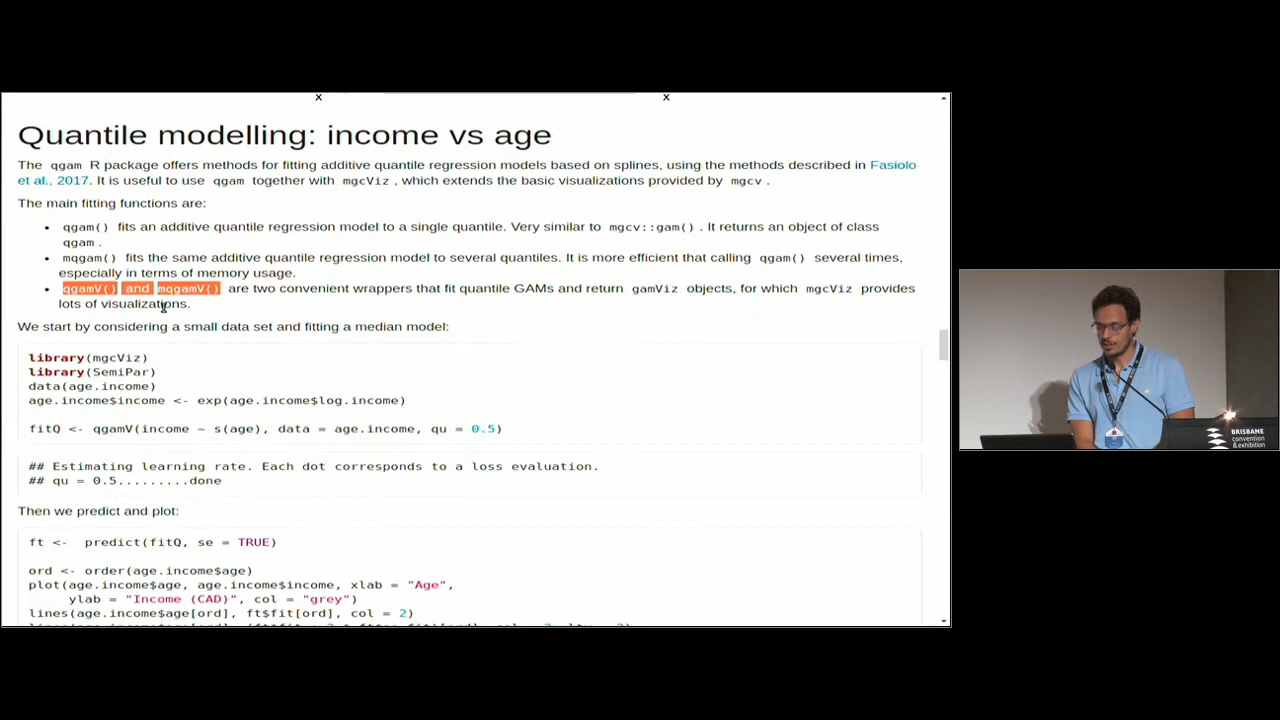 x x
Quantile modelling: income vs age
The qgam R package offers methods for fitting additive quantile regression models based on splines, using the methods described in Fasiolo
et al., 2017. It is useful to use qgam together with mgcViz, which extends the basic visualizations provided by mgcv.
The main fitting functions are:
• qgam() fits an additive quantile regression model to a single quantile. Very similar to mgcv::gam(). It returns an object of class
qgam.
• mqgam() fits the same additive quantile regression model to several quantiles. It is more efficient that calling qgam() several times,
especially in terms of memory usage.
• qgamV() and mqgamV() are two convenient wrappers that fit quantile GAMs and return gamViz objects, for which mgcViz provides
lots of visualizations.
We start by considering a small data set and fitting a median model:
library(mgcViz)
library(SemiPar)
data(age.income)
age.income$income <- exp(age.income$log.income)
fitQ <- qgamV(income ~ s(age), data = age.income, qu = 0.5)
## Estimating learning rate. Each dot corresponds to a loss evaluation.
## qu = 0.5.........done
Then we predict and plot:
ft <- predict(fitQ, se = TRUE)
ord <- order(age.income$age)
plot(age.income$age, age.income$income, xlab = "Age",
ylab = "Income (CAD)", col = "grey")
lines(age.income$age[ord], ft$fit[ord], col = 2)
BRISBANE
convention
& exhibition